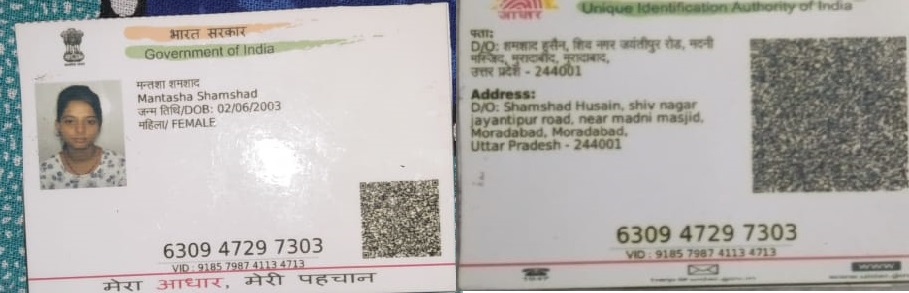 भारत सरकार
Government of India
मन्तशा शमशाद
Mantasha Shamshad
जन्म तिथि/DOB: 02/06/2003
महिला/ FEMALE
6309 4729 7303
VID : 9185 7987 4113 4713
मेरा आधार, मेरी पहचान
आधार
Unique Identification Authority of India
पता:
D/O: शमशाद हुसैन, शिव नगर जयंतीपुर रोड, मदनी
मस्जिद, मुरादाबाद, मुरादाबाद,
उत्तर प्रदेश - 244001
Address:
D/O: Shamshad Husain, shiv nagar
jayantipur road, near madni masjid,
Moradabad, Moradabad,
Uttar Pradesh - 244001
6309 4729 7303
VID : 9185 7987 4113 4713
1947
www